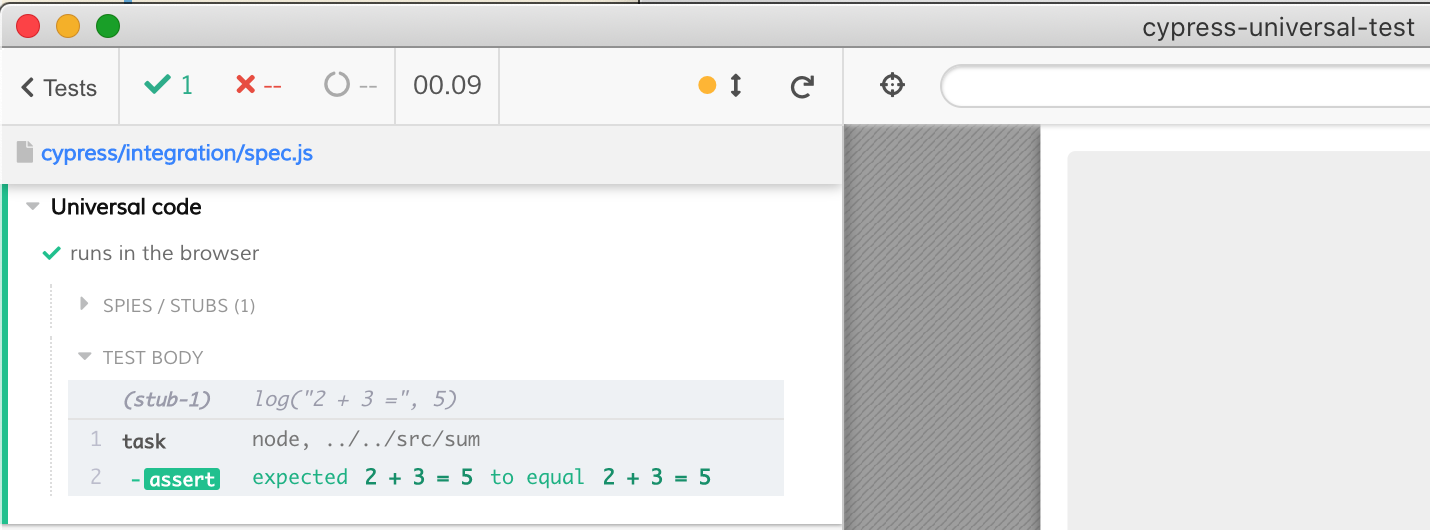 cypress-universal-test
Tests 1 -- -- 00.09
cypress/integration/spec.js
Universal code
runs in the browser
SPIES / STUBS (1)
TEST BODY
(stub-1) log("2 + 3 =", 5)
1 task node, ../../src/sum
2 -assert expected 2 + 3 = 5 to equal 2 + 3 = 5